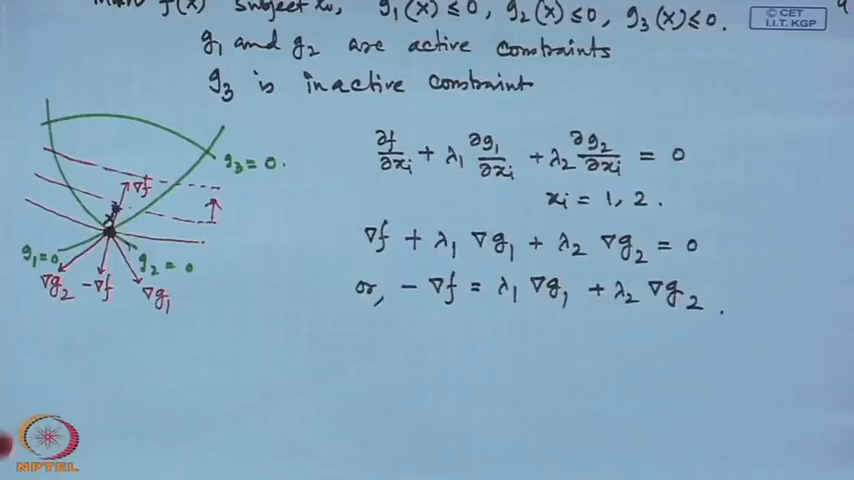 f(X) subject to, g₁(X) ≤ 0, g₂(X) ≤ 0, g₃(X) ≤ 0.
© CET
I.I.T. KGP
g₁ and g₂ are active constraints
g₃ is inactive constraint
∂f/∂xᵢ + λ₁ ∂g₁/∂xᵢ + λ₂ ∂g₂/∂xᵢ = 0
xᵢ = 1, 2.
∇f + λ₁ ∇g₁ + λ₂ ∇g₂ = 0
or, - ∇f = λ₁ ∇g₁ + λ₂ ∇g₂.
g₃ = 0.
∇f
X
g₁ = 0
g₂ = 0
∇g₂
-∇f
∇g₁
NPTEL